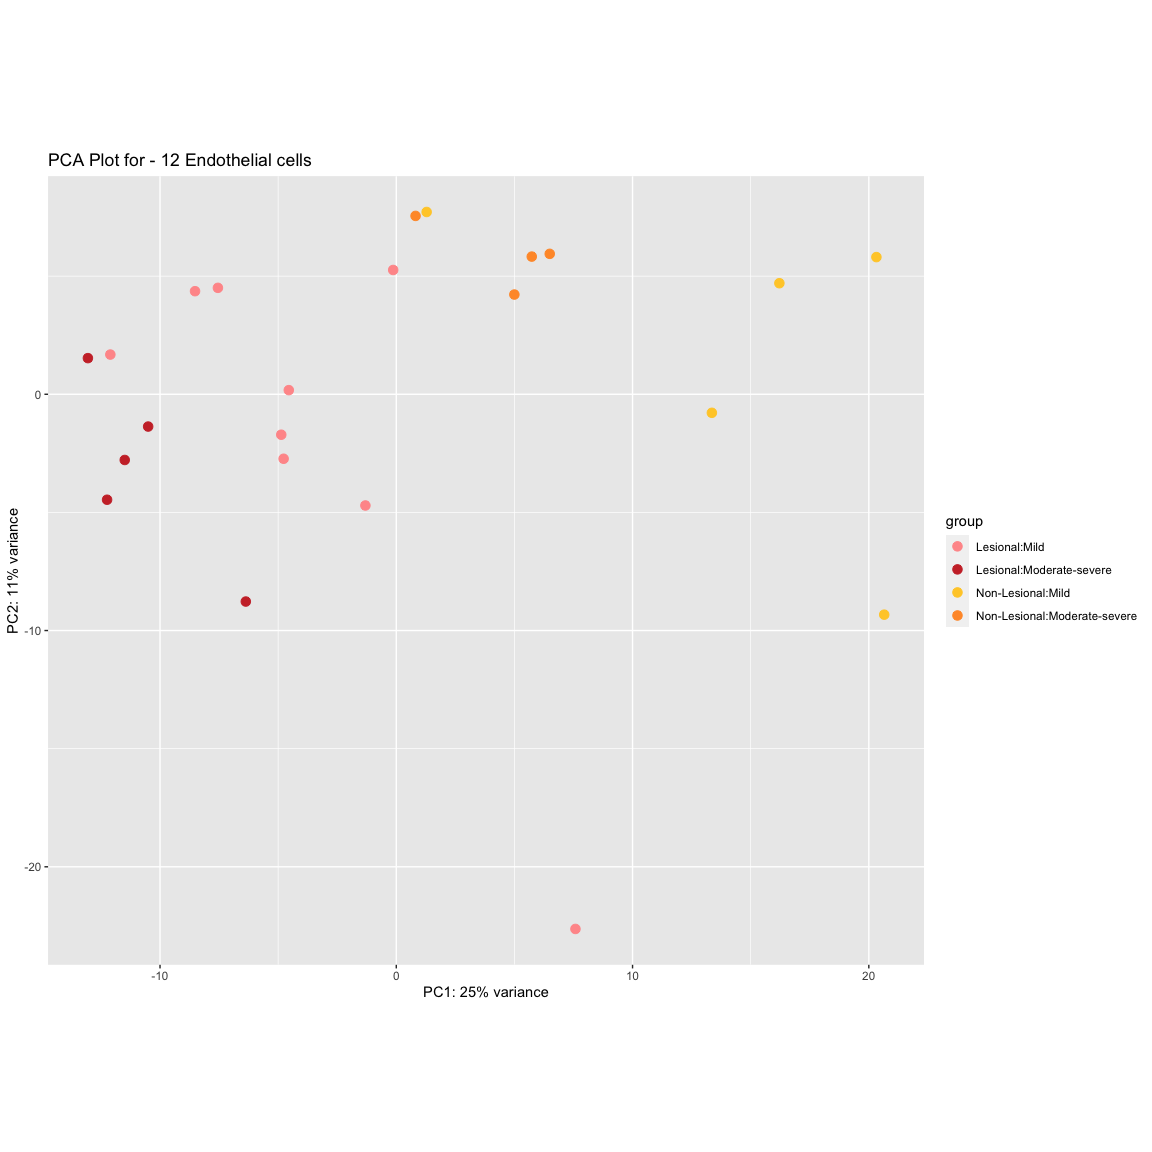 PCA Plot for - 12 Endothelial cells
PC2: 11% variance
0
-10
-20
-10
0
10
20
PC1: 25% variance
group
Lesional:Mild
Lesional:Moderate-severe
Non-Lesional:Mild
Non-Lesional:Moderate-severe